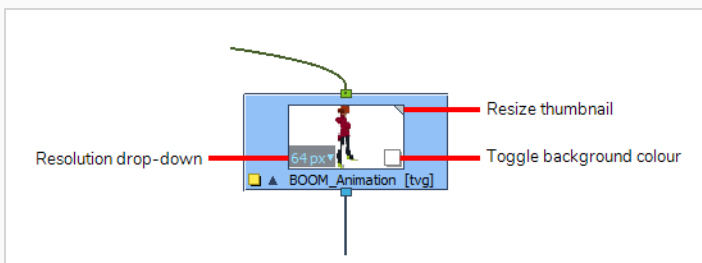 Resize thumbnail
Resolution drop-down
64 px
Toggle background colour
BOOM_Animation [tvg]